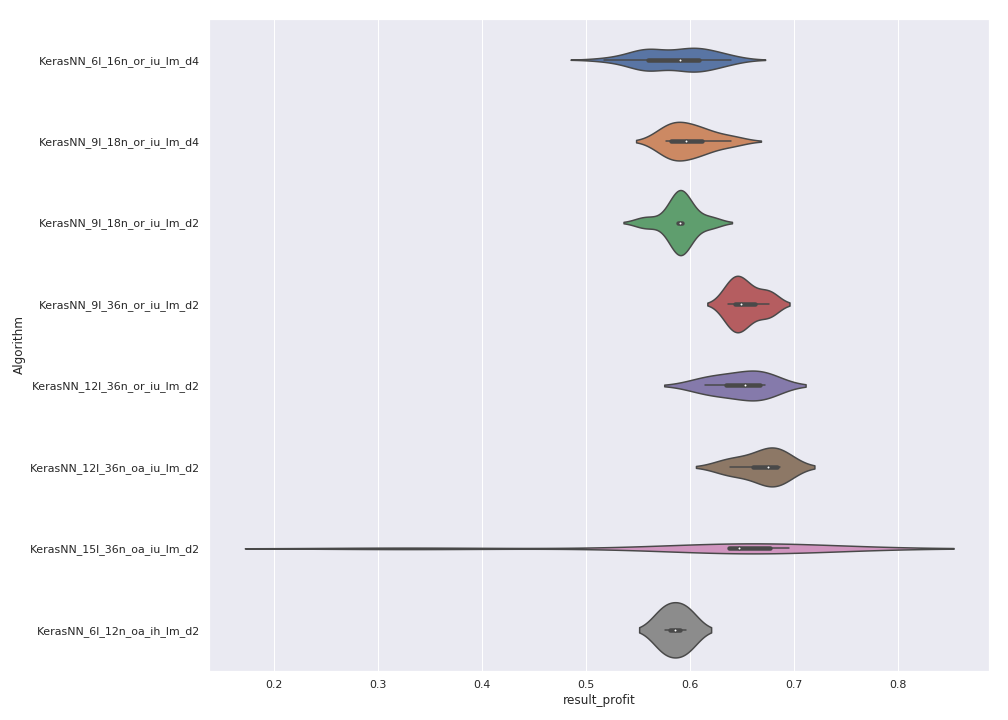 KerasNN_6l_16n_or_iu_lm_d4
KerasNN_9l_18n_or_iu_lm_d4
KerasNN_9l_18n_or_iu_lm_d2
KerasNN_9l_36n_or_iu_lm_d2
KerasNN_12l_36n_or_iu_lm_d2
KerasNN_12l_36n_oa_iu_lm_d2
KerasNN_15l_36n_oa_iu_lm_d2
KerasNN_6l_12n_oa_ih_lm_d2
Algorithm
0.2 0.3 0.4 0.5 0.6 0.7 0.8
result_profit